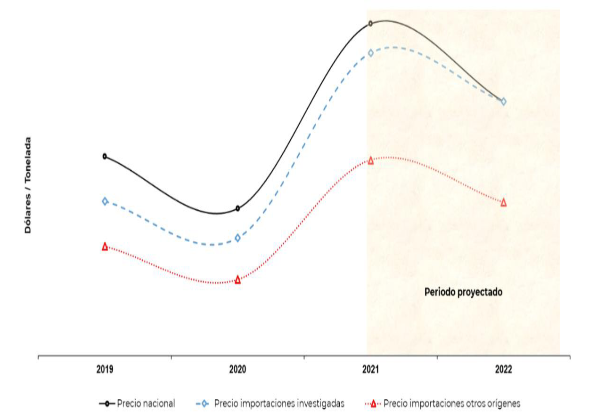 Dólares / Tonelada
Periodo proyectado
2019 2020 2021 2022
Precio nacional Precio importaciones investigadas Precio importaciones otros orígenes